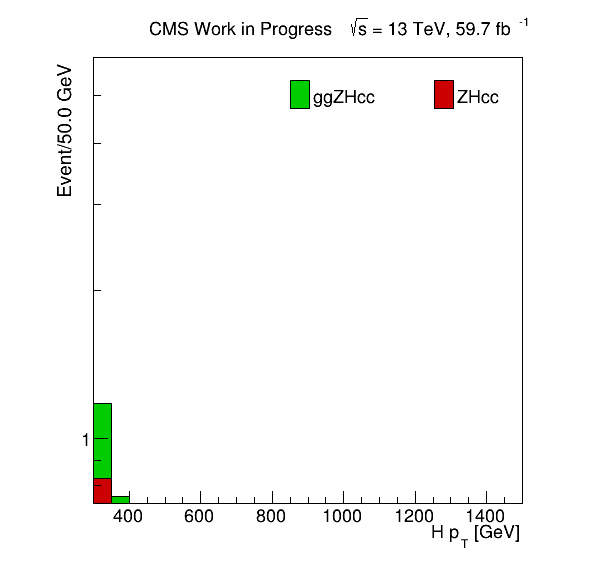 CMS Work in Progress √s = 13 TeV, 59.7 fb -1
Event/50.0 GeV
ggZHcc
ZHcc
1
400 600 800 1000 1200 1400
H pT [GeV]